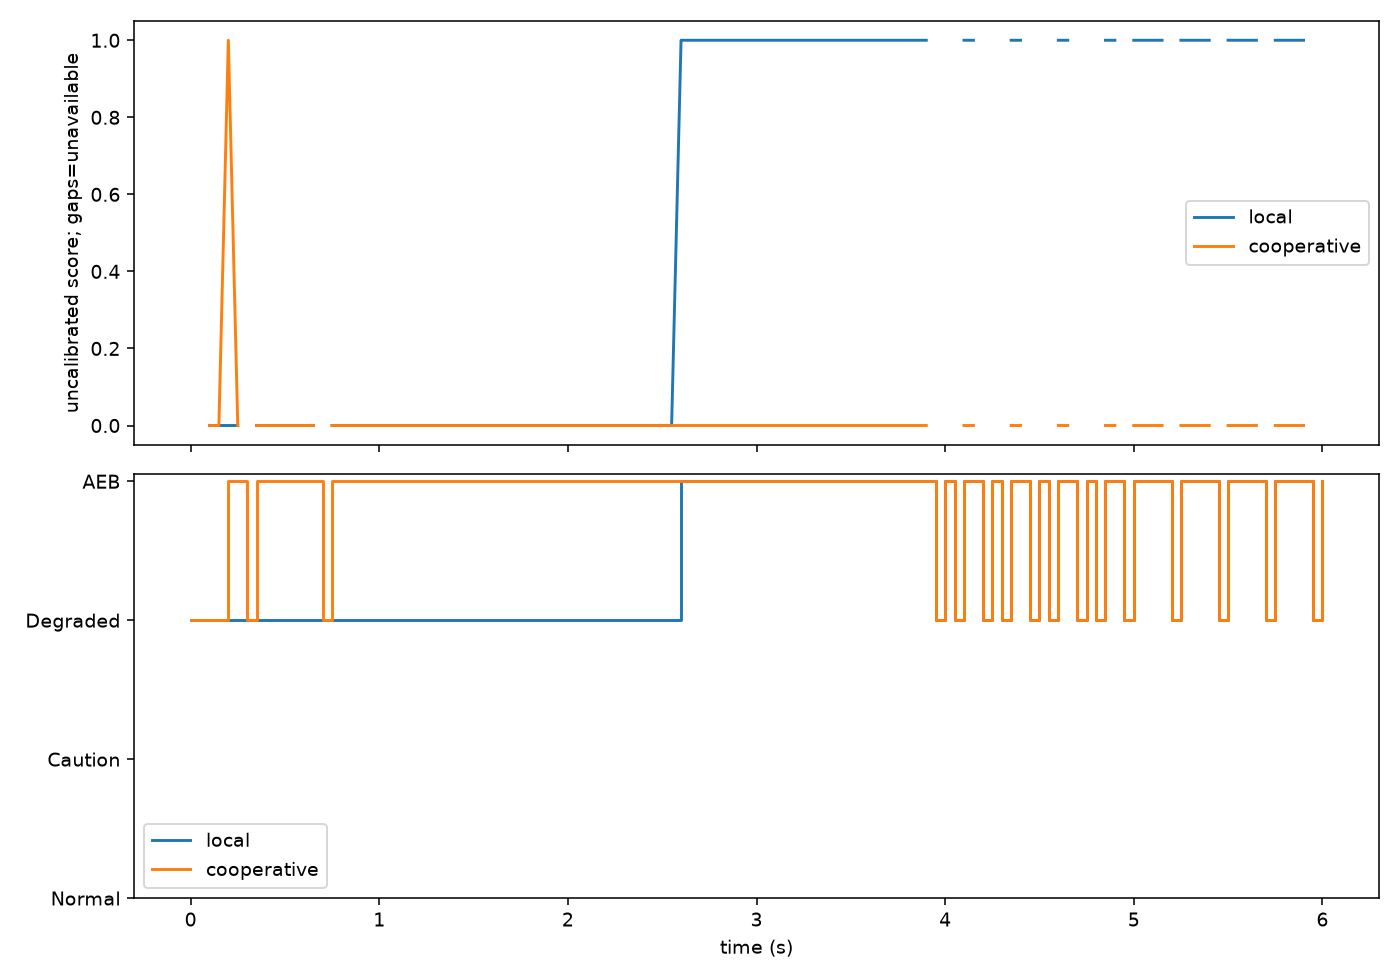 uncalibrated score; gaps=unavailable
1.0
0.8
0.6
0.4
0.2
0.0
local
cooperative
AEB
Degraded
Caution
Normal
local
cooperative
0 1 2 3 4 5 6
time (s)